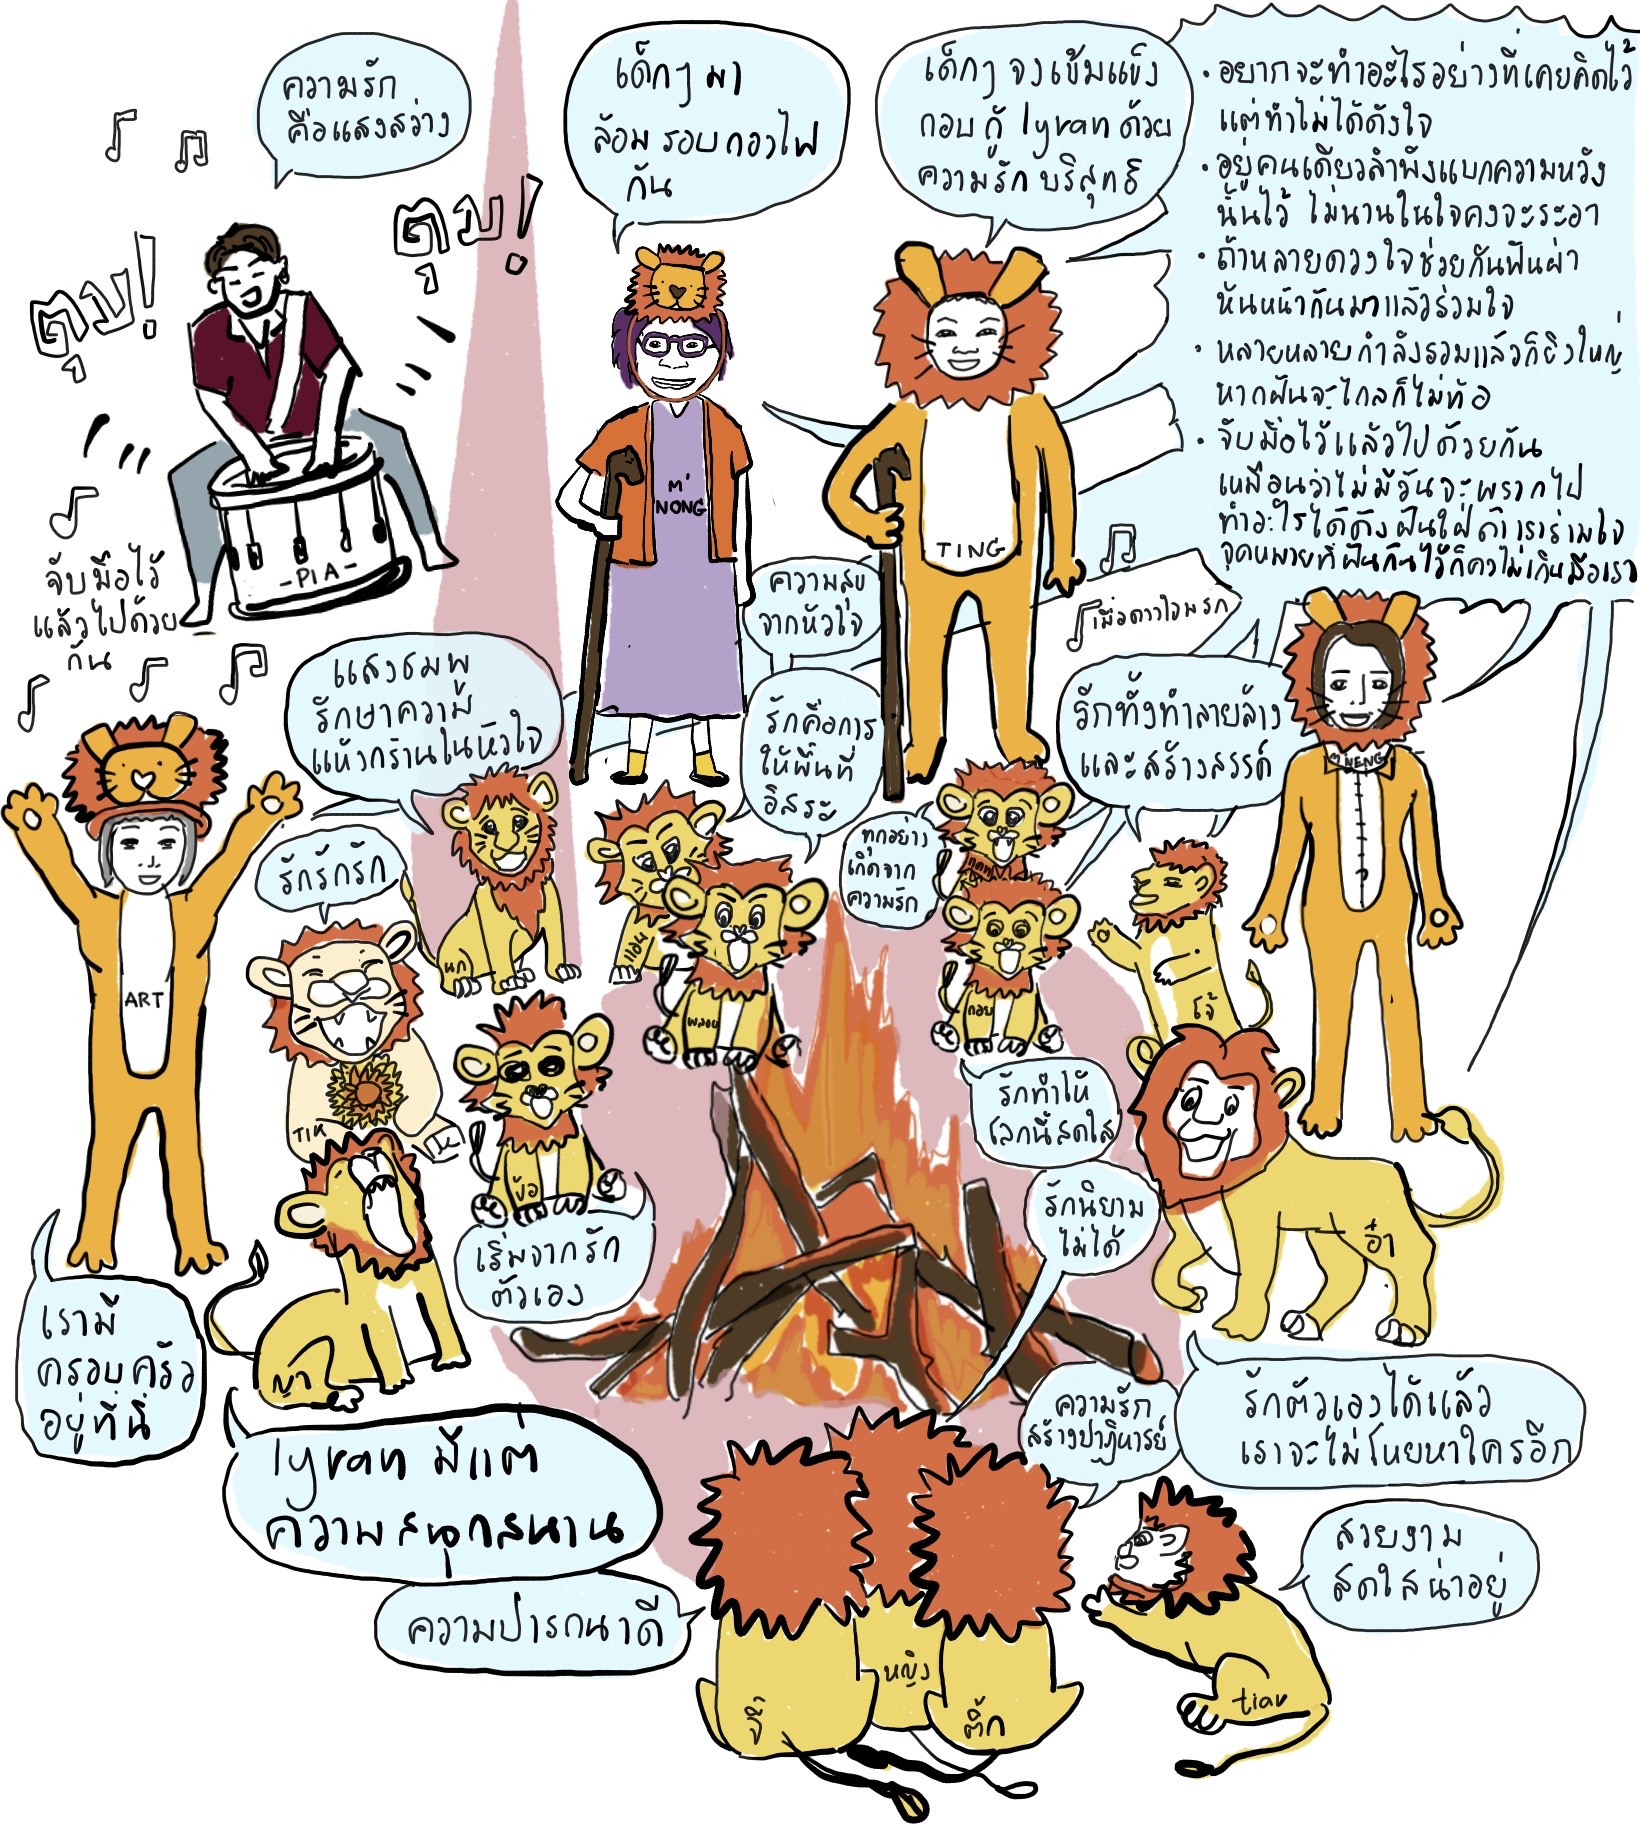 ความรัก
คือแสงสว่าง
เด็กๆ มา
ล้อมรอบกองไฟ
กัน
เด็กๆ จงเข้มแข็ง
กอบกู้ lyran ด้วย
ความรักบริสุทธิ์
• อยากจะทำอะไรอย่างที่เคยคิดไว้
แต่ทำไม่ได้ดังใจ
• อยู่คนเดียวลำพังแบกความหวัง
นั้นไว้ ไม่นานในใจคงจะระอา
• ถ้าหลายดวงใจช่วยกันฟันฝ่า
หันหน้ากันมาแล้วร่วมใจ
• หลายหลายกำลังรวมแล้วก็ยิ่งใหญ่
หากฝันจะไกลก็ไม่ท้อ
• จับมือไว้แล้วไปด้วยกัน
เหมือนว่าไม่มีวันจะพรากไป
ทำอะไรได้ดังฝันใฝ่ถ้าเราร่วมใจ
จุดหมายที่ฝันกันไว้ก็คงไม่เกินมือเรา
ตูม!
ตูม!
-PIA-
จับมือไว้
แล้วไปด้วย
กัน
M'
NONG
TING
ความสุข
จากหัวใจ
แสงชมพู
รักษาความ
แห้งกร้านในหัวใจ
รักคือการ
ให้พื้นที่
อิสระ
รักทั้งทำลายล้าง
และสร้างสรรค์
M'NENG
รักรักรัก
ทุกอย่าง
เกิดจาก
ความรัก
ART
นก
แอน
พลอย
กอย
โจ้
TIK
ข้อ
รักทำให้
โลกนี้สดใส
รักนิยาม
ไม่ได้
อ๋า
เริ่มจากรัก
ตัวเอง
เรามี
ครอบครัว
อยู่ที่นี่
ญา
lyran มีแต่
ความสนุกสนาน
ความรัก
สร้างปาฏิหารย์
รักตัวเองได้แล้ว
เราจะไม่โหยหาใครอีก
สวยงาม
สดใสน่าอยู่
ความปรารถนาดี
จี๊
หญิง
ติ๊ก
tiar